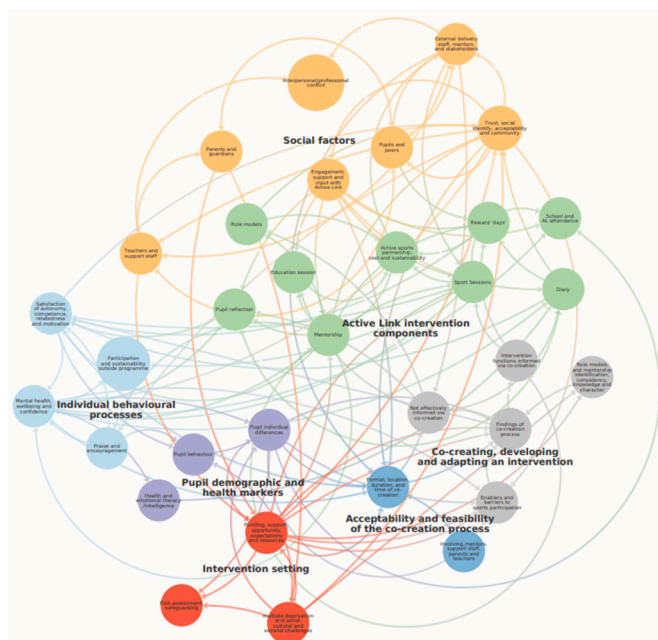 External delivery
staff, mentors,
and stakeholders
Interpersonal/professional
conflict
Trust, social
identify, acceptability
and community
Social factors
Parents and
guardians
Pupils and
peers
Engagement,
support and
input with
Active Link
Role models
Reward 'days'
School and
AL attendance
Teachers and
support staff
Active sports
partnership,
cost and sustainability
Education session
Sport Sessions
Diary
Satisfaction
of autonomy,
competence,
relatedness
and motivation
Pupil reflection
Mentorship
Active Link intervention
components
Participation
and sustainability
outside programme
Intervention
functions informed
via co-creation
Role models
and mentorship
identification,
consistency,
knowledge and
character
Mental health,
wellbeing and
confidence
Individual behavioural
processes
Not effectively
informed via
co-creation
Findings of
co-creation
process
Pupil individual
differences
Praise and
encouragement
Pupil behaviour
Co-creating, developing
and adapting an intervention
Pupil demographic and
health markers
Format, location
duration, and
time of co-
creation
Health and
emotional literacy
/intelligence
Enablers and
barriers to
sports participation
Acceptability and feasibility
of the co-creation process
Funding, support,
opportunity,
expectations
and resources
Involving mentors,
support staff,
parents and
teachers
Intervention setting
Risk assessment
safeguarding
Multiple deprivation
and social,
cultural and
societal challenges